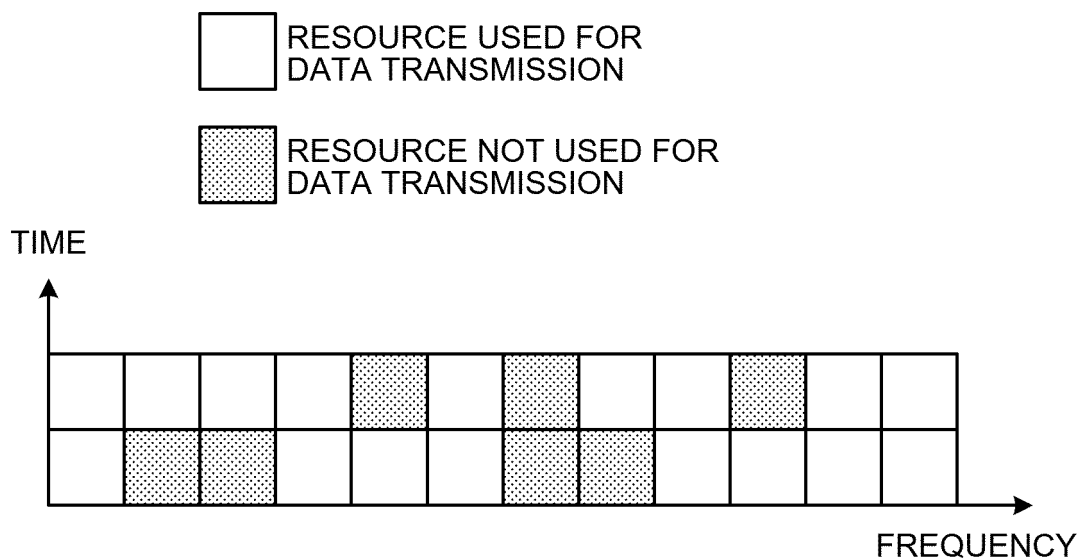 RESOURCE USED FOR
DATA TRANSMISSION
RESOURCE NOT USED FOR
DATA TRANSMISSION
TIME
FREQUENCY